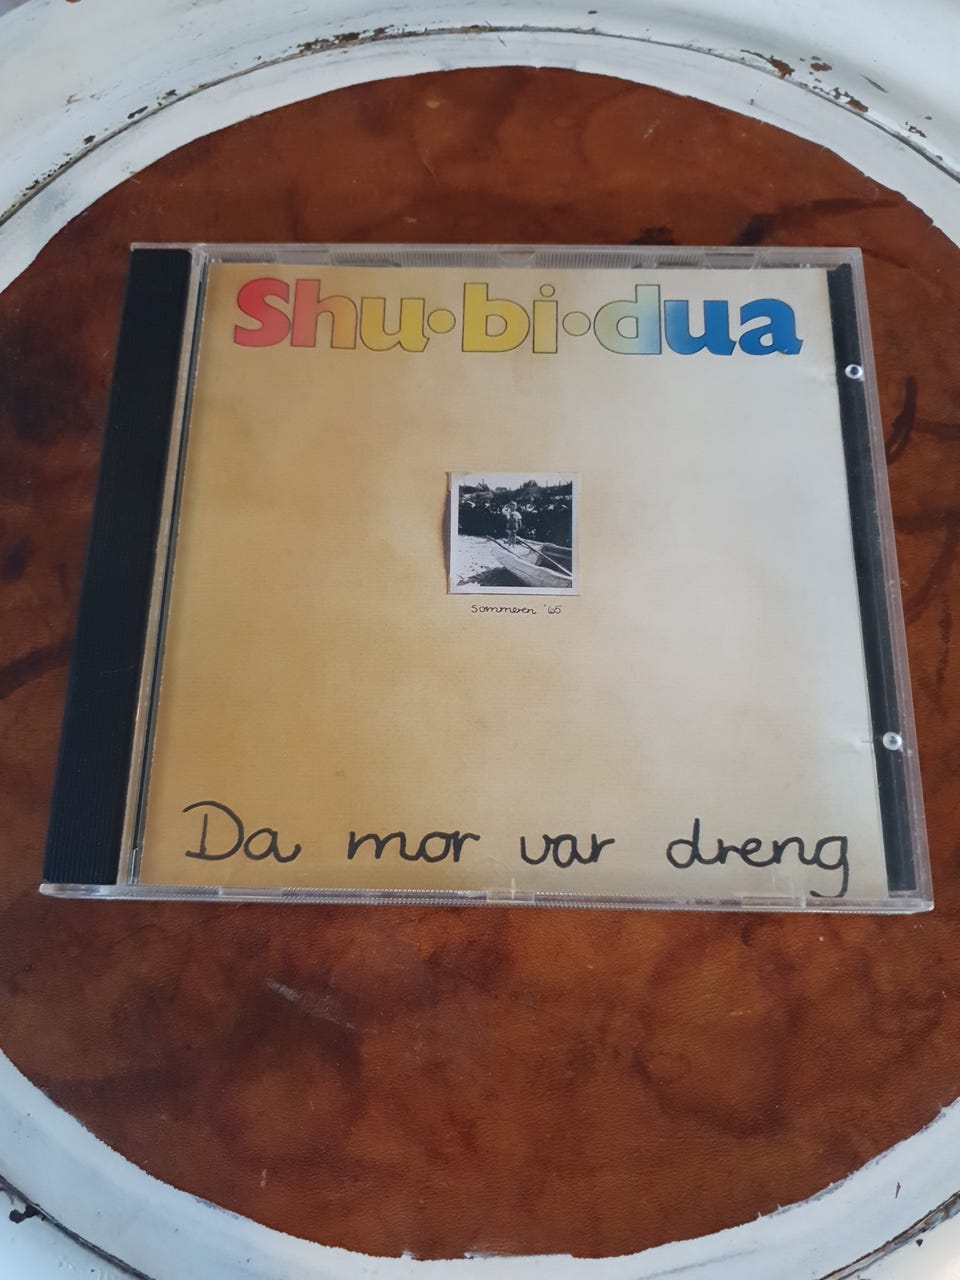 Shu·bi·dua
Sommeren '65
Da mor var dreng